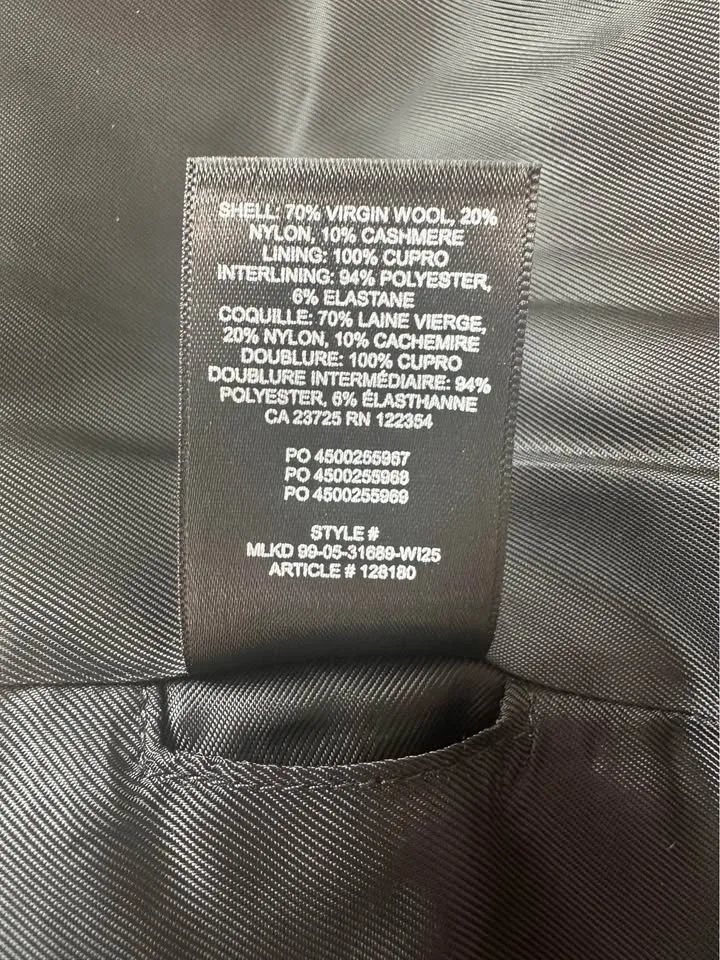 SHELL: 70% VIRGIN WOOL, 20%
NYLON, 10% CASHMERE
LINING: 100% CUPRO
INTERLINING: 94% POLYESTER,
6% ELASTANE
COQUILLE: 70% LAINE VIERGE,
20% NYLON, 10% CACHEMIRE
DOUBLURE: 100% CUPRO
DOUBLURE INTERMÉDIAIRE: 94%
POLYESTER, 6% ÉLASTHANNE
CA 23725 RN 122354
PO 4500255967
PO 4500255968
PO 4500255969
STYLE #
MLKD 99-05-31689-WI25
ARTICLE # 128180